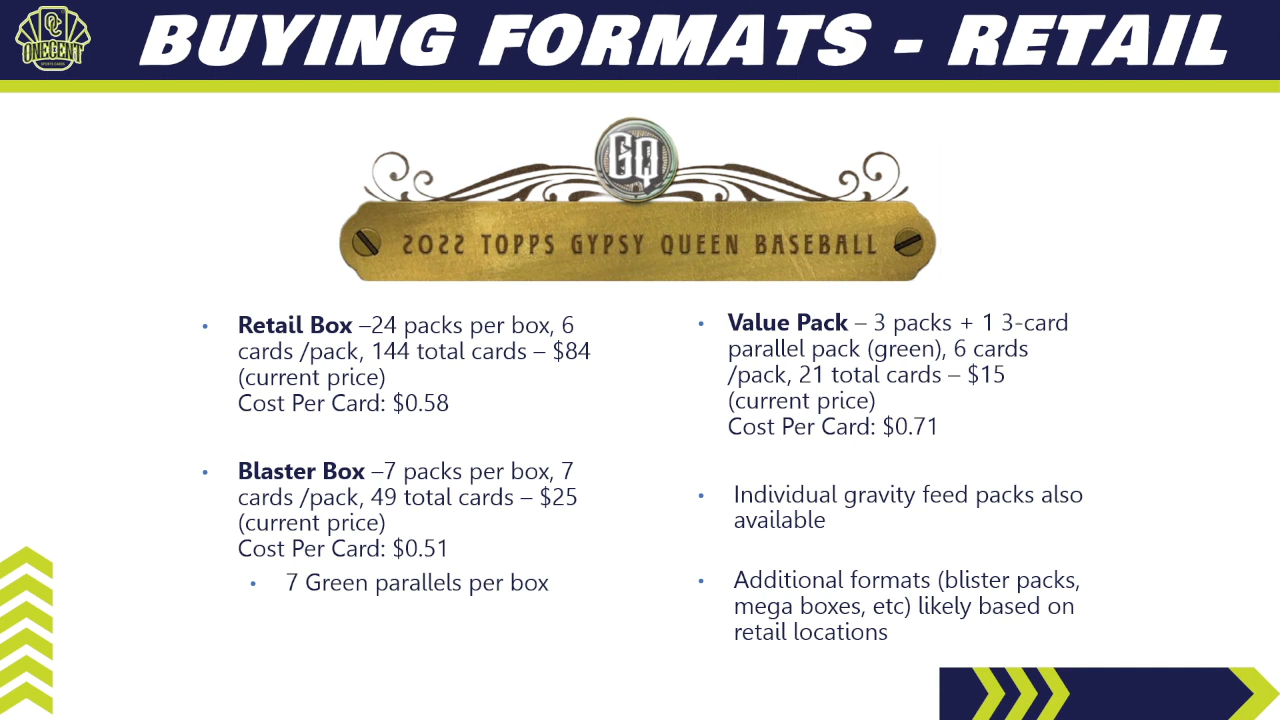 OC
ONECENT
SPORTS CARDS
BUYING FORMATS - RETAIL
GQ
2022 TOPPS GYPSY QUEEN BASEBALL
• Retail Box –24 packs per box, 6
cards /pack, 144 total cards – $84
(current price)
Cost Per Card: $0.58
• Blaster Box –7 packs per box, 7
cards /pack, 49 total cards – $25
(current price)
Cost Per Card: $0.51
• 7 Green parallels per box
• Value Pack – 3 packs + 1 3-card
parallel pack (green), 6 cards
/pack, 21 total cards – $15
(current price)
Cost Per Card: $0.71
• Individual gravity feed packs also
available
• Additional formats (blister packs,
mega boxes, etc) likely based on
retail locations